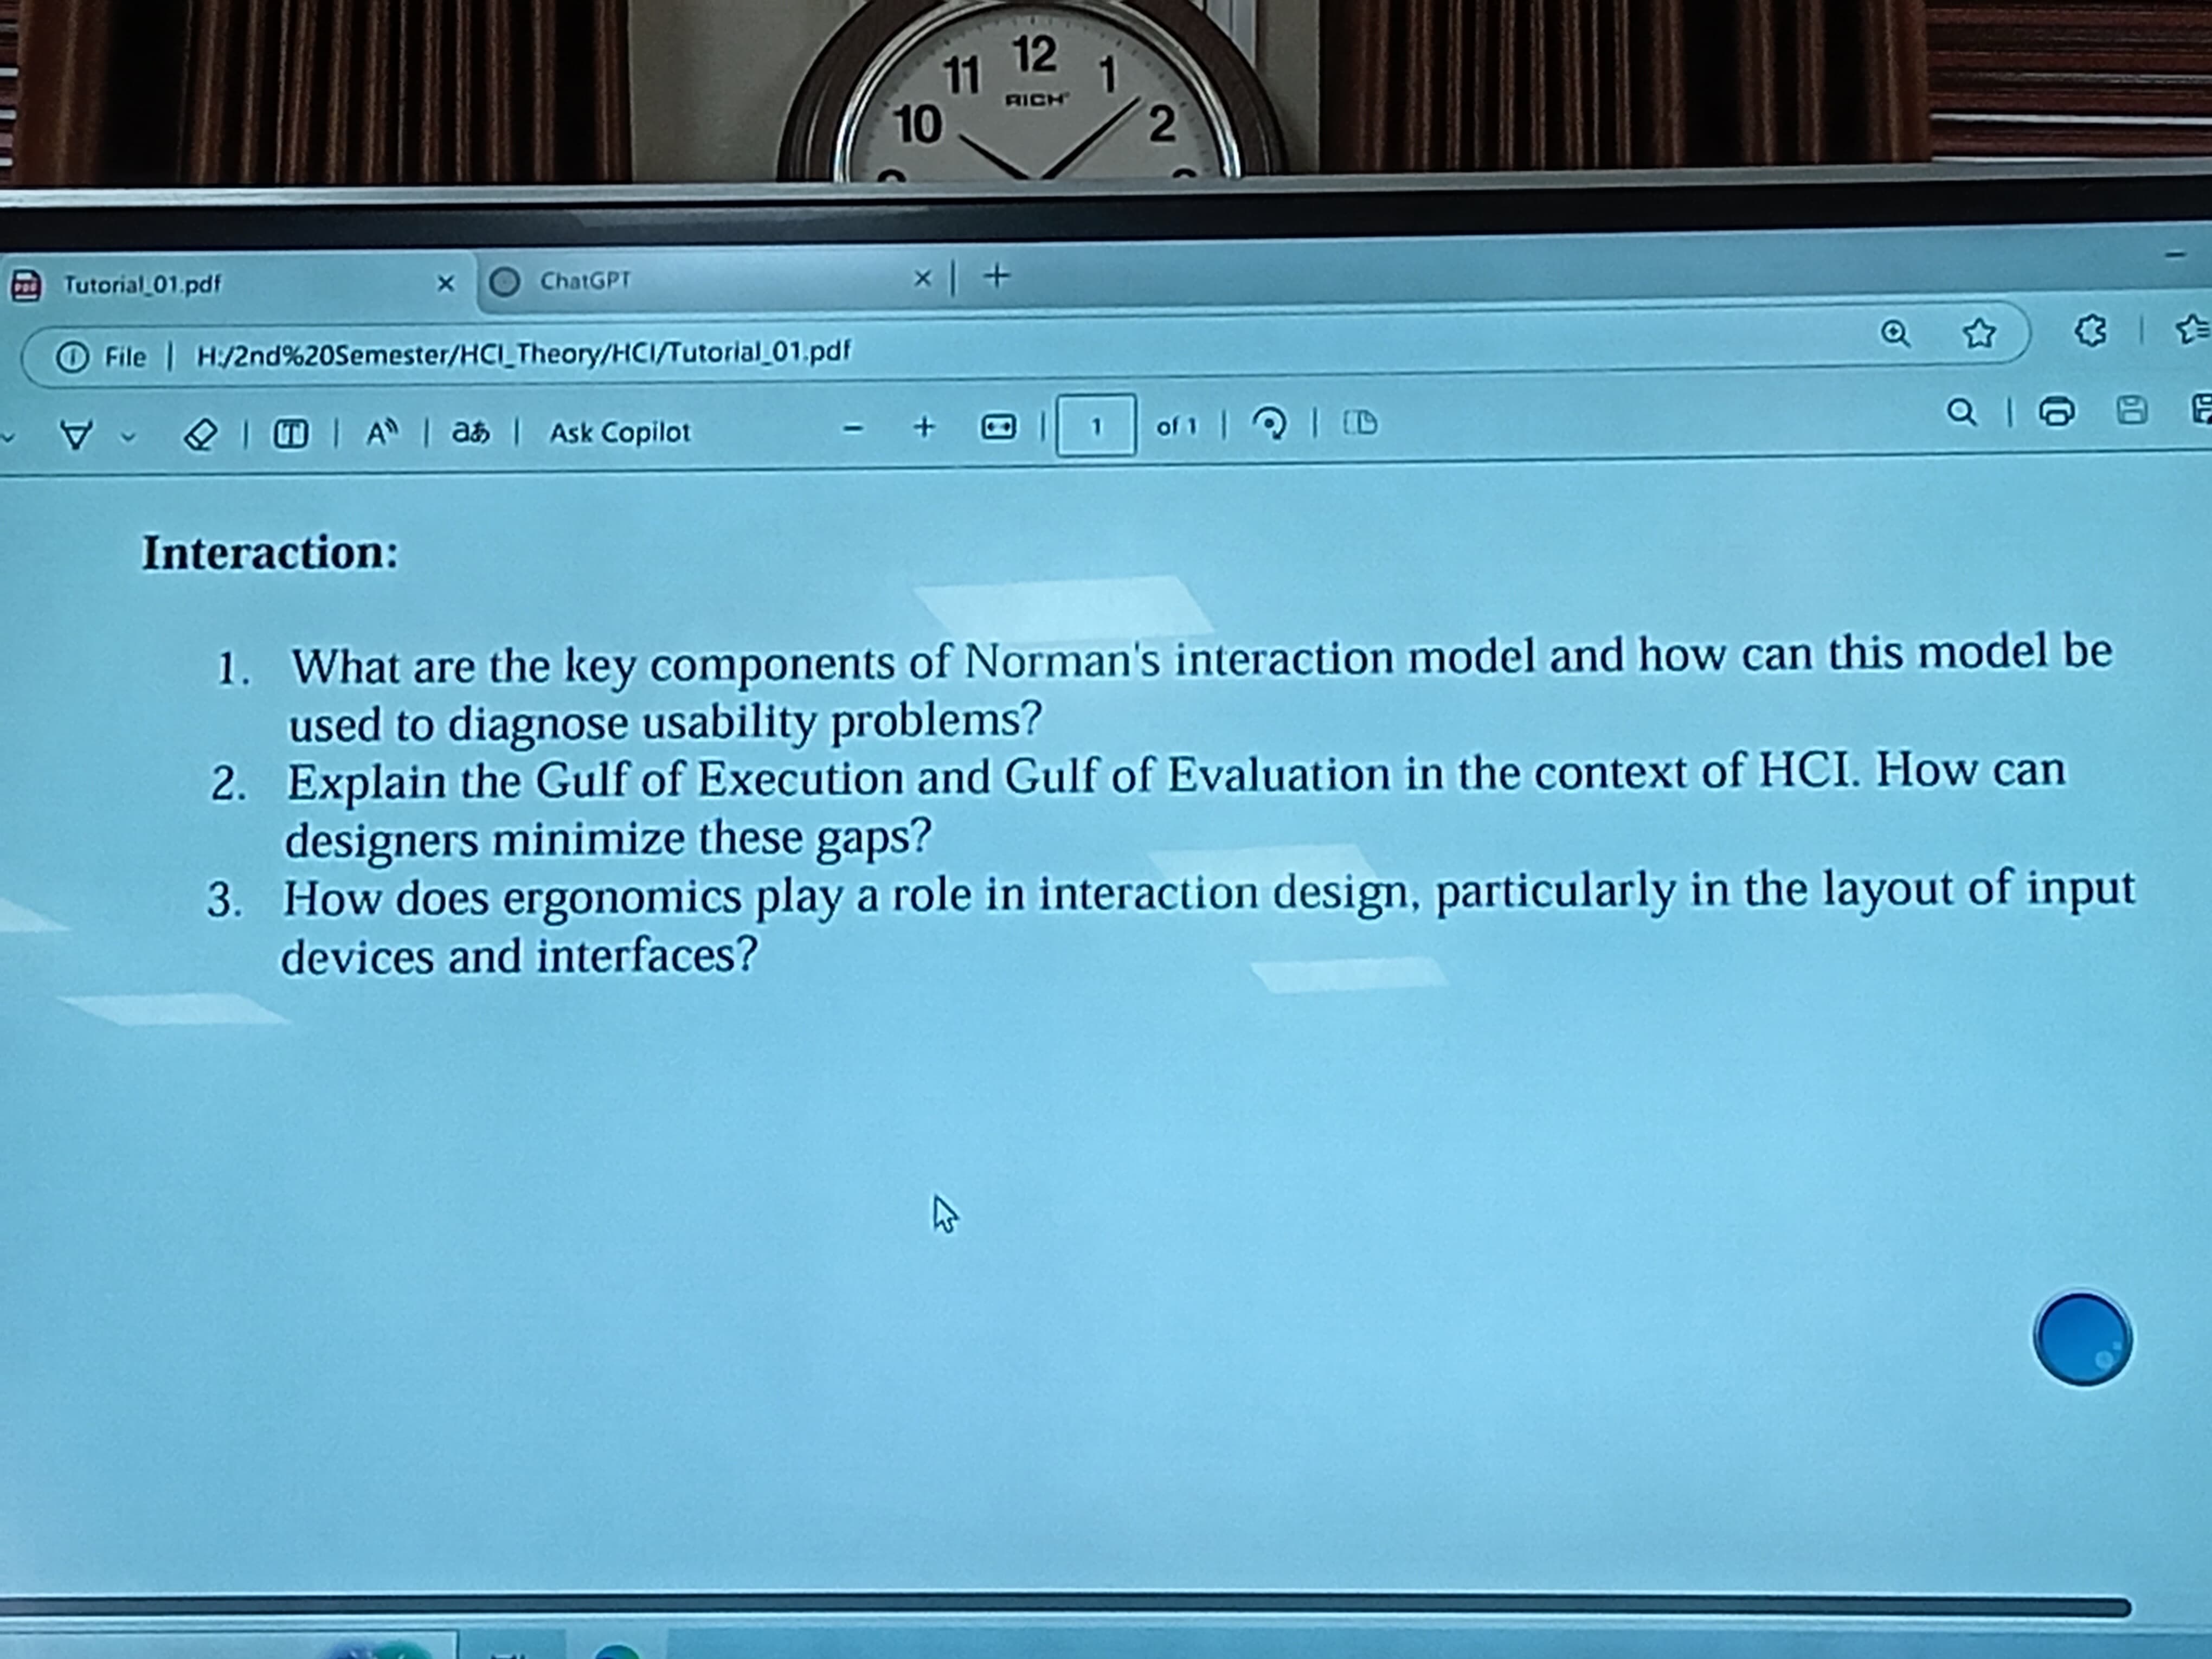 12
11 1
RICH
10 2
Tutorial_01.pdf
ChatGPT
File | H:/2nd%20Semester/HCI_Theory/HCI/Tutorial_01.pdf
aあ | Ask Copilot 1 of 1
Interaction:
1. What are the key components of Norman's interaction model and how can this model be
used to diagnose usability problems?
2. Explain the Gulf of Execution and Gulf of Evaluation in the context of HCI. How can
designers minimize these gaps?
3. How does ergonomics play a role in interaction design, particularly in the layout of input
devices and interfaces?